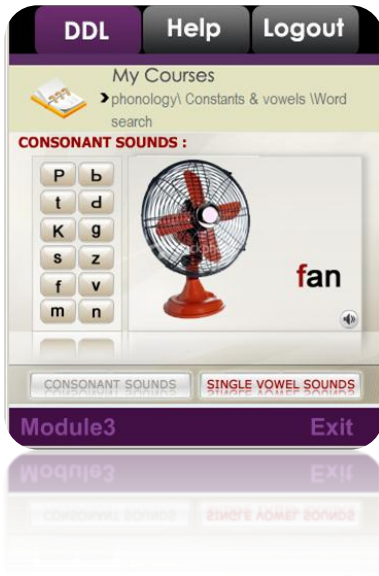 DDL Help Logout
My Courses
phonology\ Constants & vowels \Word
search
CONSONANT SOUNDS :
P b
t d
K g
s z
f v
m n
fan
CONSONANT SOUNDS SINGLE VOWEL SOUNDS
Module3 Exit